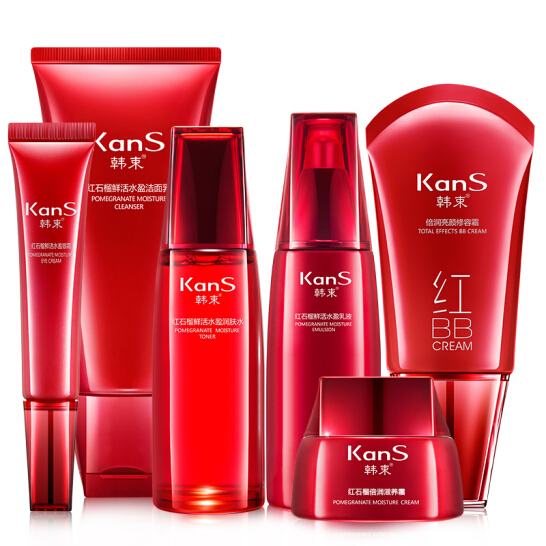 KanS
韩束®
红石榴鲜活水盈洁面乳
POMEGRANATE MOISTURE
CLEANSER
KanS
韩束®
红石榴鲜活水盈眼霜
POMEGRANATE MOISTURE
EYE CREAM
KanS
韩束®
红石榴鲜活水盈润肤水
POMEGRANATE MOISTURE
TONER
KanS
韩束®
红石榴鲜活水盈乳液
POMEGRANATE MOISTURE
EMULSION
KanS
韩束®
倍润亮颜修容霜
TOTAL EFFECTS BB CREAM
红
BB
CREAM
KanS
韩束®
红石榴倍润滋养霜
POMEGRANATE MOISTURE CREAM